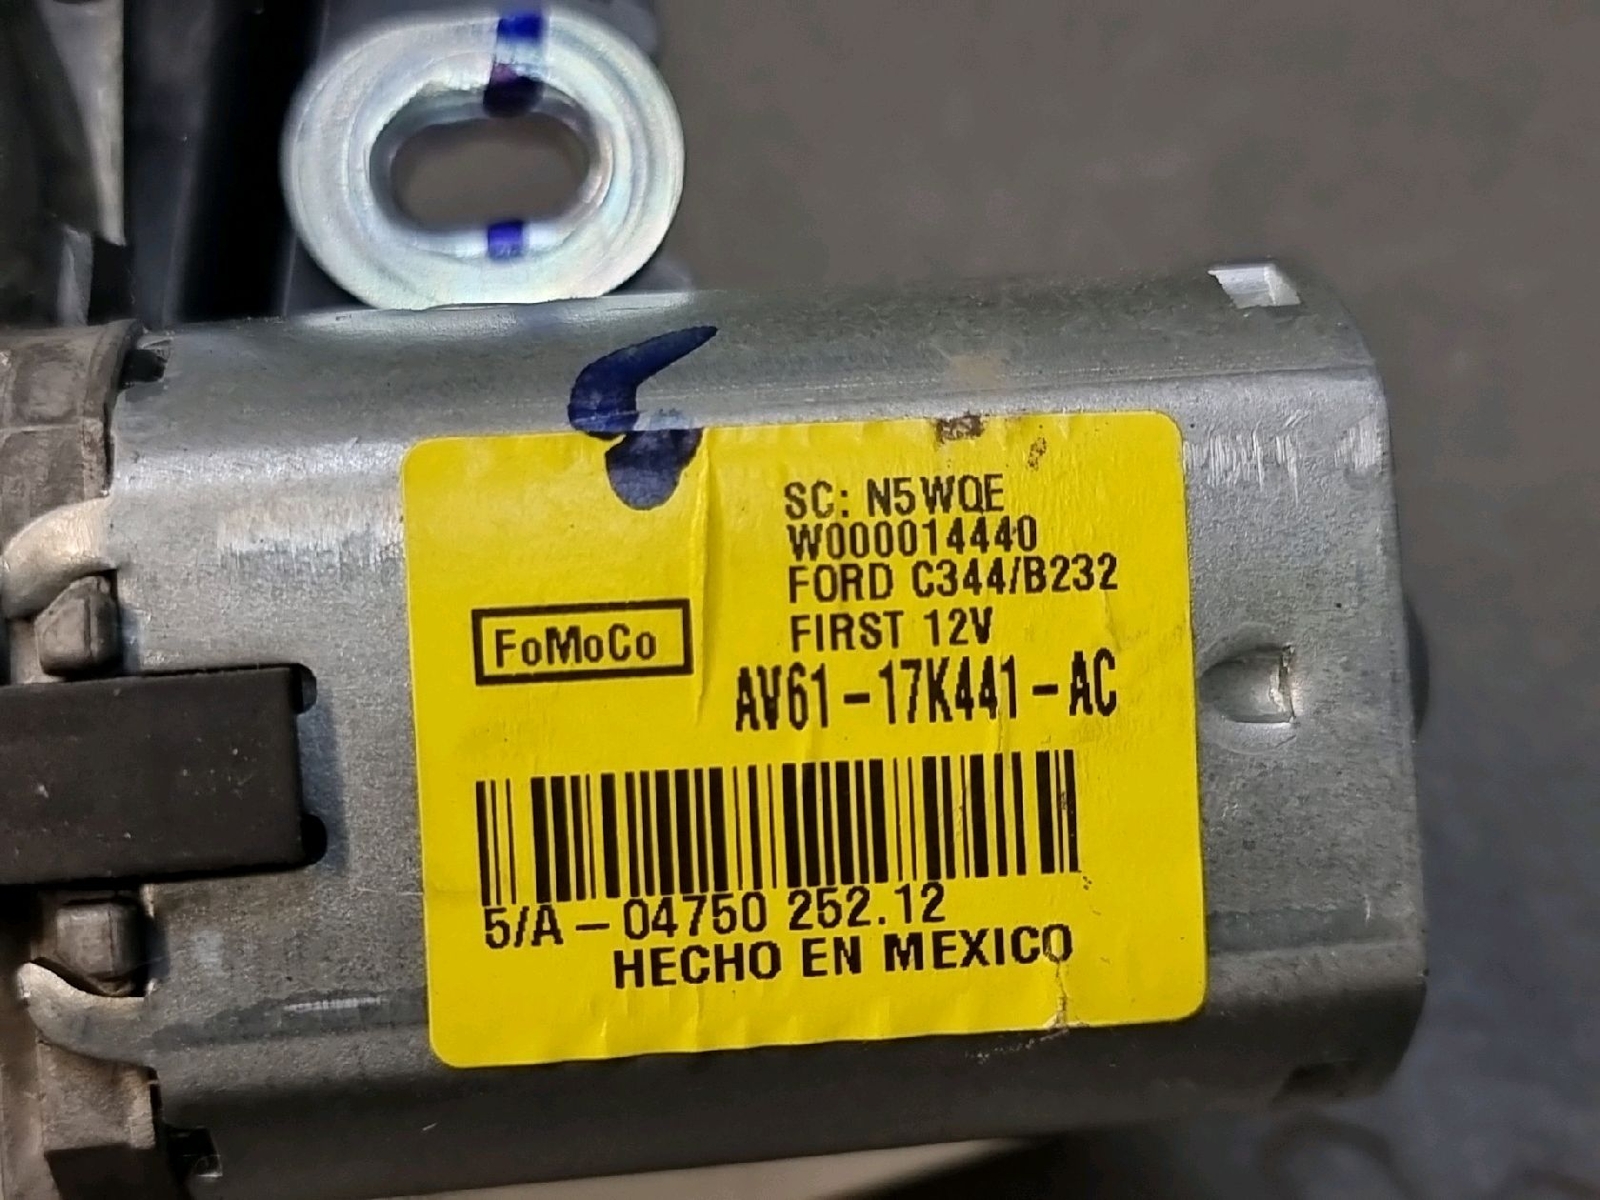 SC: N5WQE
W000014440
FORD C344/B232
FIRST 12V
FoMoCo
AV61-17K441-AC
5/A-04750 252.12
HECHO EN MEXICO